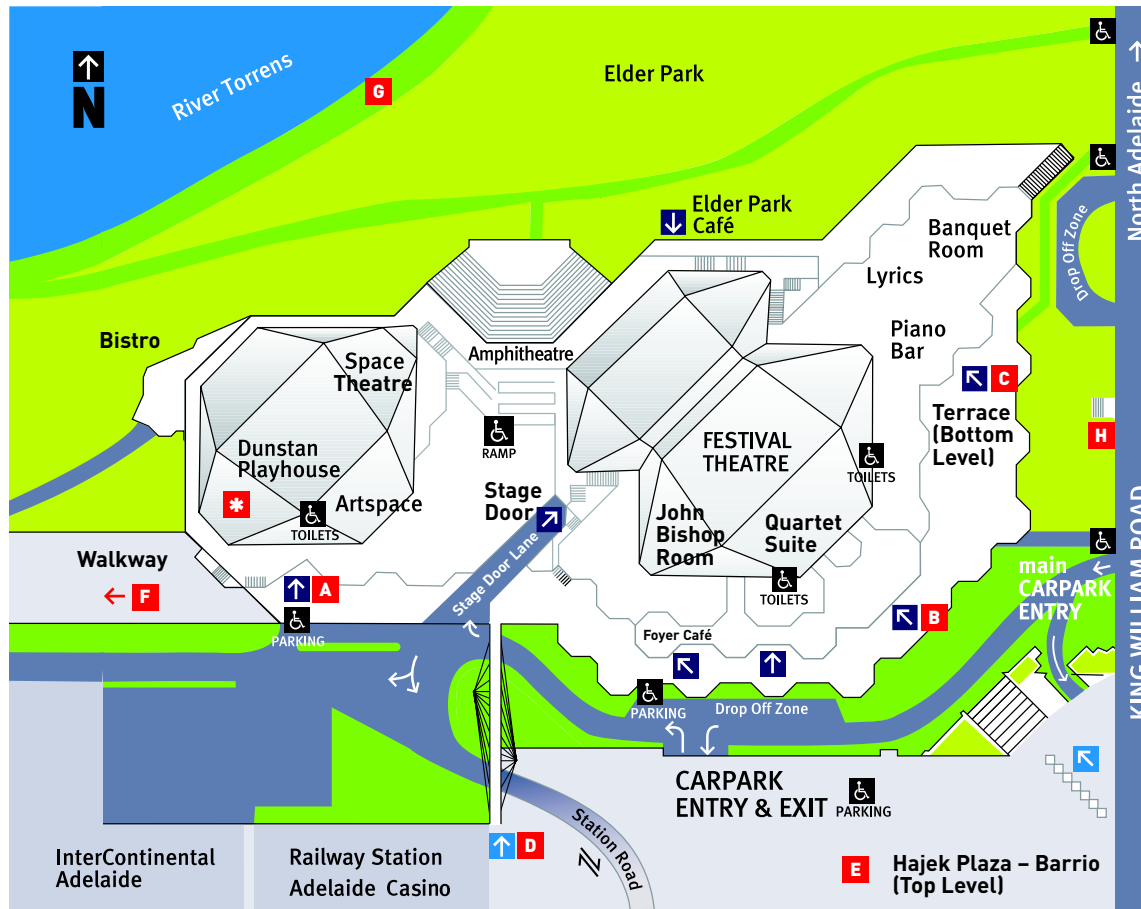 N
River Torrens
G
Elder Park
North Adelaide
Elder Park
Café
Banquet
Room
Lyrics
Drop Off Zone
Piano
Bar
Bistro
Amphitheatre
Space
Theatre
C
Terrace
(Bottom
Level)
H
Dunstan
Playhouse
RAMP
FESTIVAL
THEATRE
TOILETS
*
Artspace
TOILETS
Stage
Door
John
Bishop
Room
Quartet
Suite
TOILETS
Walkway
F
A
PARKING
Stage Door Lane
main
CARPARK
ENTRY
B
Foyer Café
KING WILLIAM ROAD
PARKING
Drop Off Zone
CARPARK
ENTRY & EXIT
PARKING
D
Station Road
InterContinental
Adelaide
Railway Station
Adelaide Casino
E
Hajek Plaza – Barrio
(Top Level)